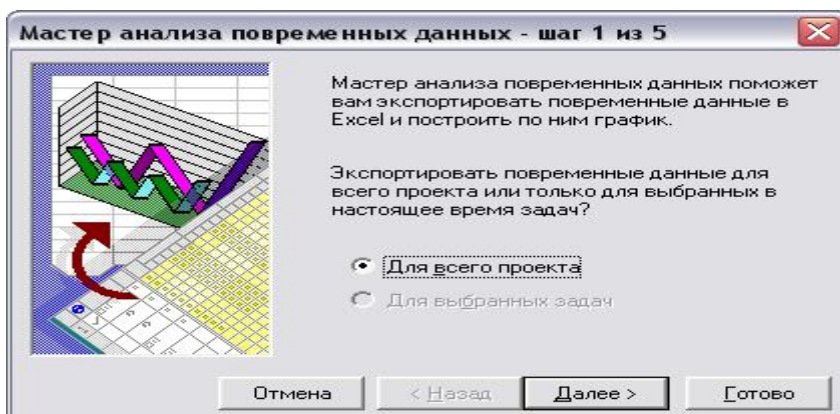 Мастер анализа повременных данных - шаг 1 из 5
Мастер анализа повременных данных поможет
вам экспортировать повременные данные в
Excel и построить по ним график.
Экспортировать повременные данные для
всего проекта или только для выбранных в
настоящее время задач?
Для всего проекта
Для выбранных задач
Отмена
< Назад
Далее >
Готово